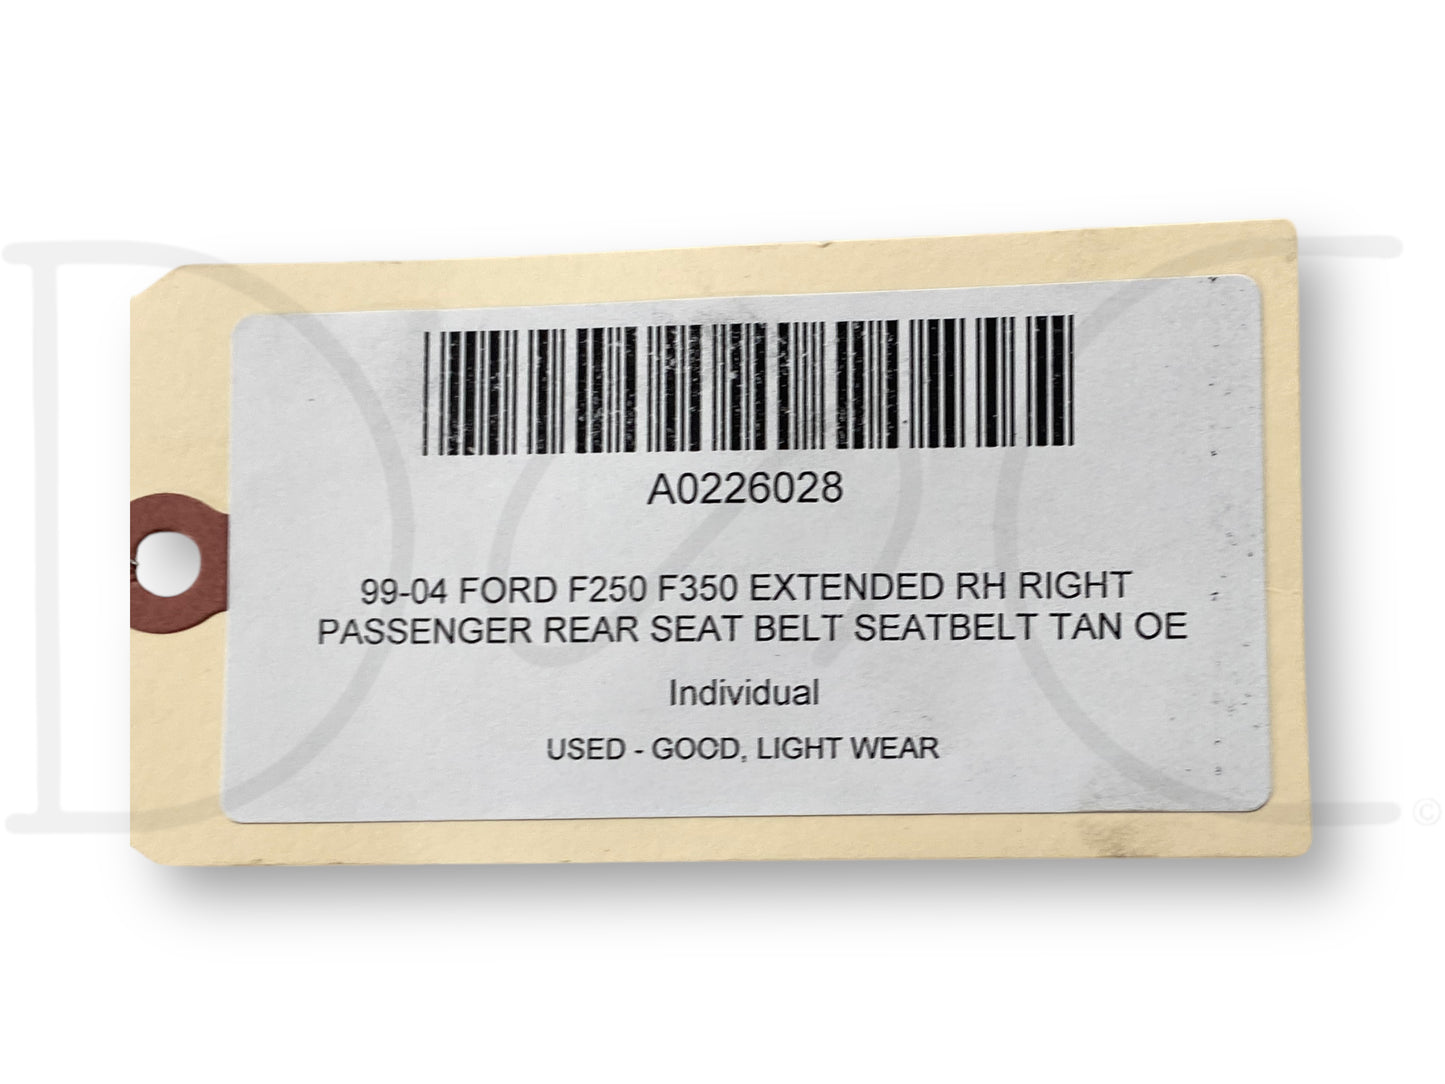 A0226028
99-04 FORD F250 F350 EXTENDED RH RIGHT
PASSENGER REAR SEAT BELT SEATBELT TAN OE
Individual
USED - GOOD, LIGHT WEAR
©